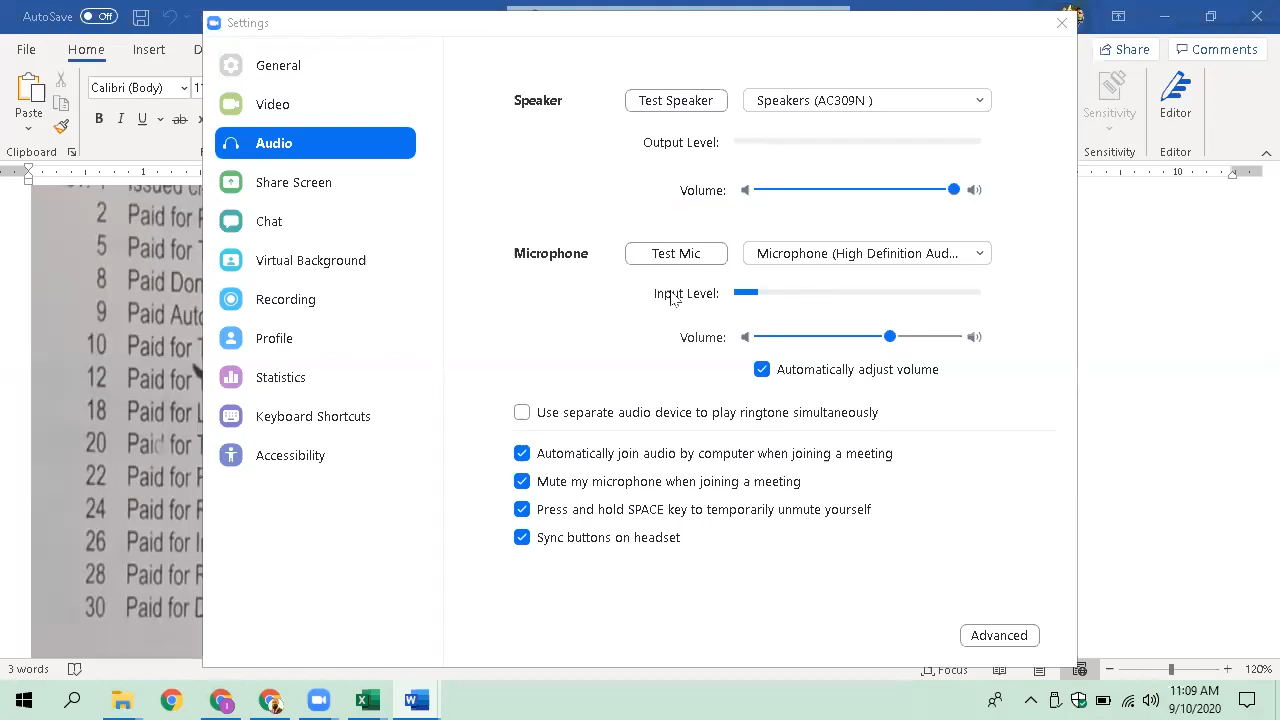 AutoSave Off
Settings
File Home Insert D
Share Comments
Paste
Calibri (Body) 11
B I U ab
Clipboard
Sensitivity
Editor
Sensitivity Editor
1
10
General
Video
Audio
Share Screen
Chat
Virtual Background
Recording
Profile
Statistics
Keyboard Shortcuts
Accessibility
Speaker Test Speaker Speakers (AC309N )
Output Level:
Volume:
Microphone Test Mic Microphone (High Definition Aud...
Input Level:
Volume:
Automatically adjust volume
Use separate audio device to play ringtone simultaneously
Automatically join audio by computer when joining a meeting
Mute my microphone when joining a meeting
Press and hold SPACE key to temporarily unmute yourself
Sync buttons on headset
Advanced
Issued
2 Paid for
5 Paid for
8 Paid Don
9 Paid Auto
10 Paid for
12 Paid for
18 Paid for
20 Paid for
22 Paid for
24 Paid for
26 Paid for
28 Paid for
30 Paid for
3 words
Focus
120%
11:09 AM
9/10/2020